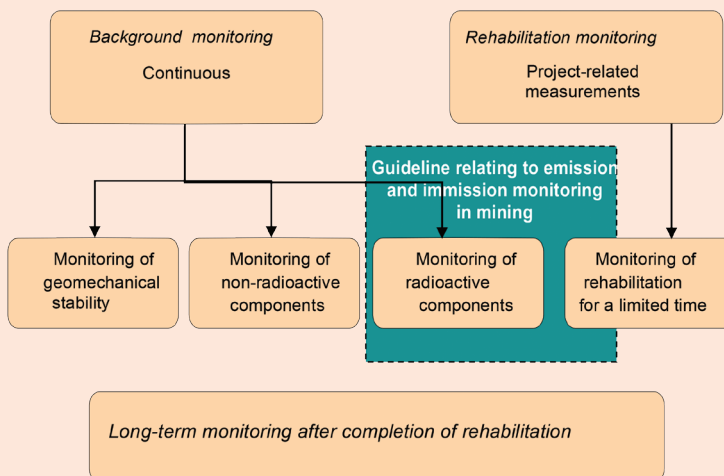 Background monitoring
Continuous
Rehabilitation monitoring
Project-related
measurements
Guideline relating to emission
and immission monitoring
in mining
Monitoring of
geomechanical
stability
Monitoring of
non-radioactive
components
Monitoring of
radioactive
components
Monitoring of
rehabilitation
for a limited time
Long-term monitoring after completion of rehabilitation